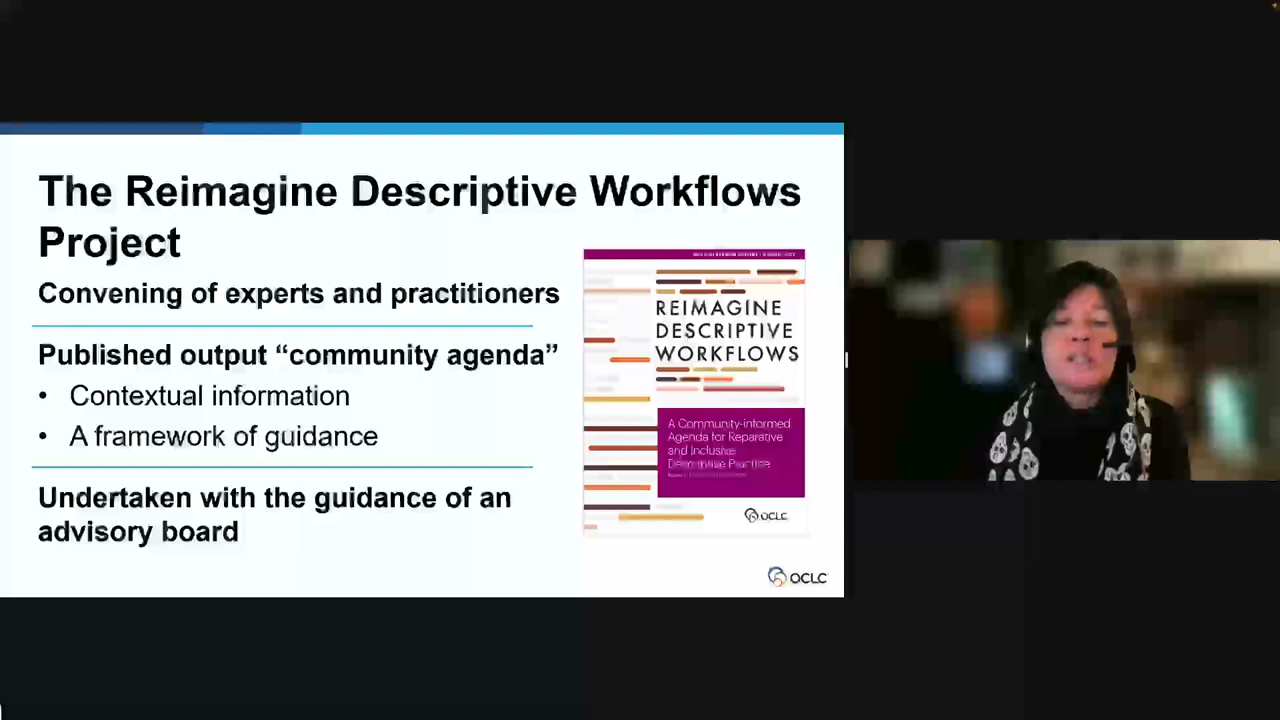 The Reimagine Descriptive Workflows
Project
Convening of experts and practitioners
Published output “community agenda”
• Contextual information
• A framework of guidance
Undertaken with the guidance of an
advisory board
REIMAGINE
DESCRIPTIVE
WORKFLOWS
A Community-informed
Agenda for Reparative
and Inclusive
Descriptive Practice
OCLC
OCLC